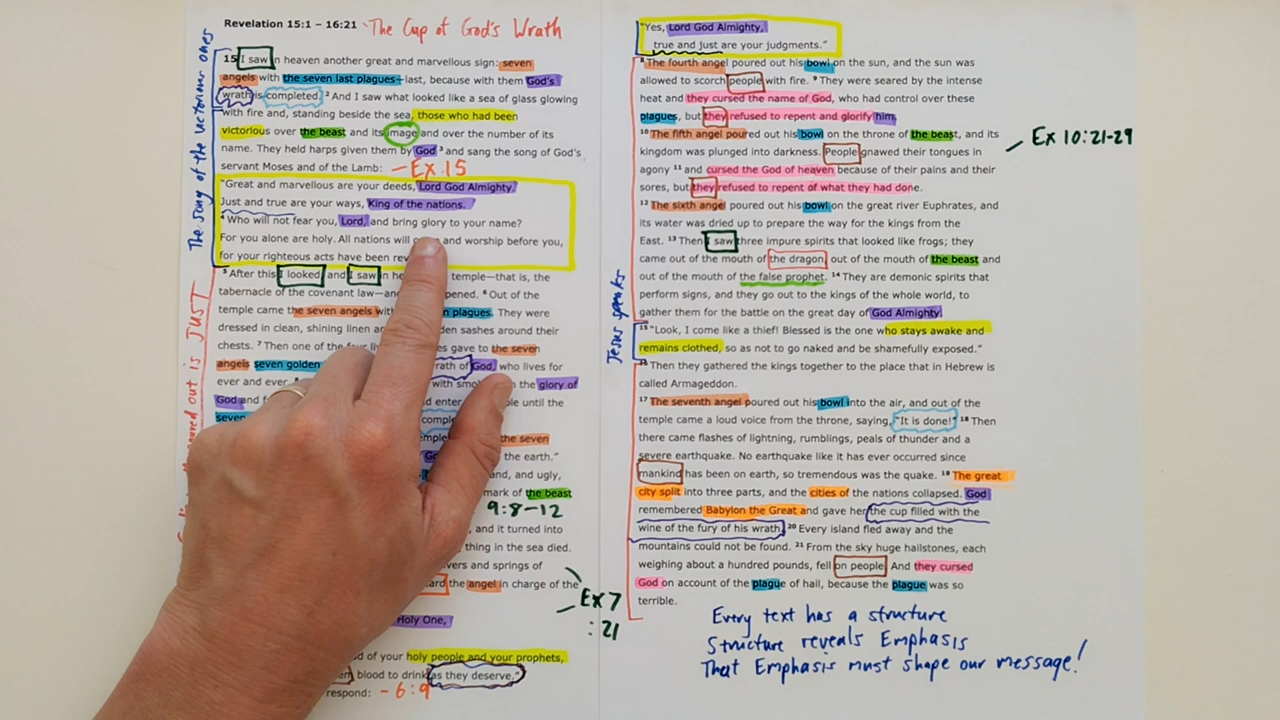 Revelation 15:1 – 16:21 The Cup of God's Wrath
The song of the victorious ones
15 I saw in heaven another great and marvellous sign: seven
angels with the seven last plagues—last, because with them God's
wrath is completed. 2 And I saw what looked like a sea of glass glowing
with fire and, standing beside the sea, those who had been
victorious over the beast and its image and over the number of its
name. They held harps given them by God 3 and sang the song of God's
servant Moses and of the Lamb: – Ex 15
"Great and marvellous are your deeds, Lord God Almighty.
Just and true are your ways, King of the nations.
4 Who will not fear you, Lord, and bring glory to your name?
For you alone are holy. All nations will and worship before you,
for your righteous acts have been
5 After this I looked, and I saw in temple—that is, the
tabernacle of the covenant law—and opened. 6 Out of the
temple came the seven angels with plagues. They were
dressed in clean, shining linen sashes around their
chests. 7 Then one of the gave to the seven
angels seven golden God, who lives for
ever and ever. with the glory of
God and until the
seven
the seven
the earth."
and, and ugly,
mark of the beast
9:8–12
and it turned into
thing in the sea died.
and springs of
the angel in charge of the
Ex 7
:21
Holy One,
of your holy people and your prophets,
blood to drink as they deserve."
respond: – 6:9
JUST
out is
"Yes, Lord God Almighty,
true and just are your judgments."
8 The fourth angel poured out his bowl on the sun, and the sun was
allowed to scorch people with fire. 9 They were seared by the intense
heat and they cursed the name of God, who had control over these
plagues, but they refused to repent and glorify him.
10 The fifth angel poured out his bowl on the throne of the beast, and its
kingdom was plunged into darkness. People gnawed their tongues in
agony 11 and cursed the God of heaven because of their pains and their
sores, but they refused to repent of what they had done.
Ex 10:21-29
12 The sixth angel poured out his bowl on the great river Euphrates, and
its water was dried up to prepare the way for the kings from the
East. 13 Then I saw three impure spirits that looked like frogs; they
came out of the mouth of the dragon, out of the mouth of the beast and
out of the mouth of the false prophet. 14 They are demonic spirits that
perform signs, and they go out to the kings of the whole world, to
gather them for the battle on the great day of God Almighty.
Jesus speaks
15 "Look, I come like a thief! Blessed is the one who stays awake and
remains clothed, so as not to go naked and be shamefully exposed."
16 Then they gathered the kings together to the place that in Hebrew is
called Armageddon.
17 The seventh angel poured out his bowl into the air, and out of the
temple came a loud voice from the throne, saying, "It is done!" 18 Then
there came flashes of lightning, rumblings, peals of thunder and a
severe earthquake. No earthquake like it has ever occurred since
mankind has been on earth, so tremendous was the quake. 19 The great
city split into three parts, and the cities of the nations collapsed. God
remembered Babylon the Great and gave her the cup filled with the
wine of the fury of his wrath. 20 Every island fled away and the
mountains could not be found. 21 From the sky huge hailstones, each
weighing about a hundred pounds, fell on people. And they cursed
God on account of the plague of hail, because the plague was so
terrible.
Every text has a structure
Structure reveals Emphasis
That Emphasis must shape our message!